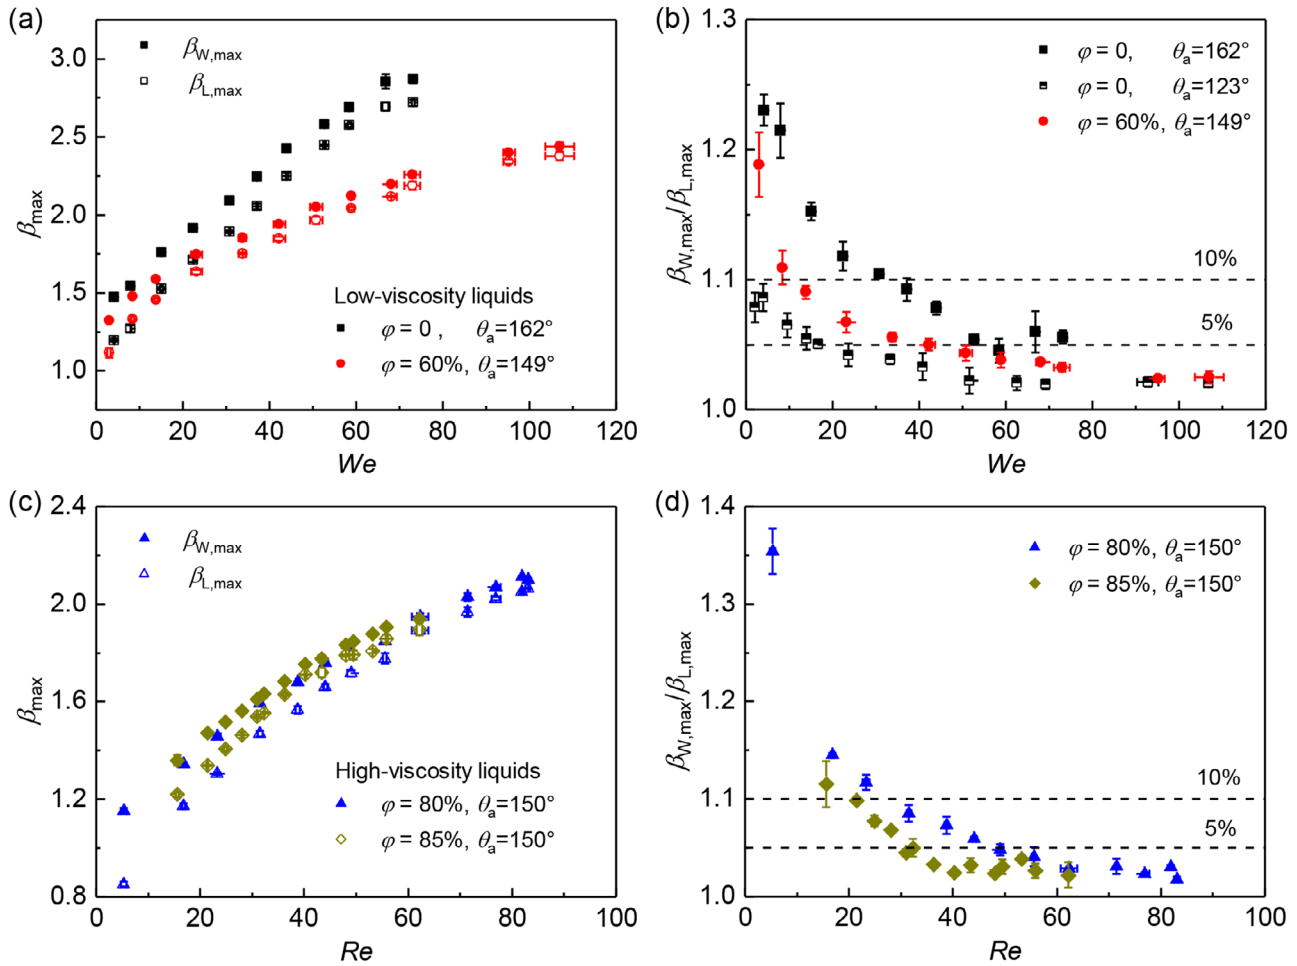 (a)
β_W,max
β_L,max
3.0
2.5
2.0
1.5
1.0
β_max
Low-viscosity liquids
φ = 0 , θ_a=162°
φ = 60%, θ_a=149°
0 20 40 60 80 100 120
We
(b)
1.3
1.2
1.1
1.0
β_W,max/β_L,max
φ = 0, θ_a=162°
φ = 0, θ_a=123°
φ = 60%, θ_a=149°
10%
5%
0 20 40 60 80 100 120
We
(c)
2.4
2.0
1.6
1.2
0.8
β_max
β_W,max
β_L,max
High-viscosity liquids
φ = 80%, θ_a=150°
φ = 85%, θ_a=150°
0 20 40 60 80 100
Re
(d)
1.4
1.3
1.2
1.1
1.0
β_W,max/β_L,max
φ = 80%, θ_a=150°
φ = 85%, θ_a=150°
10%
5%
0 20 40 60 80 100
Re